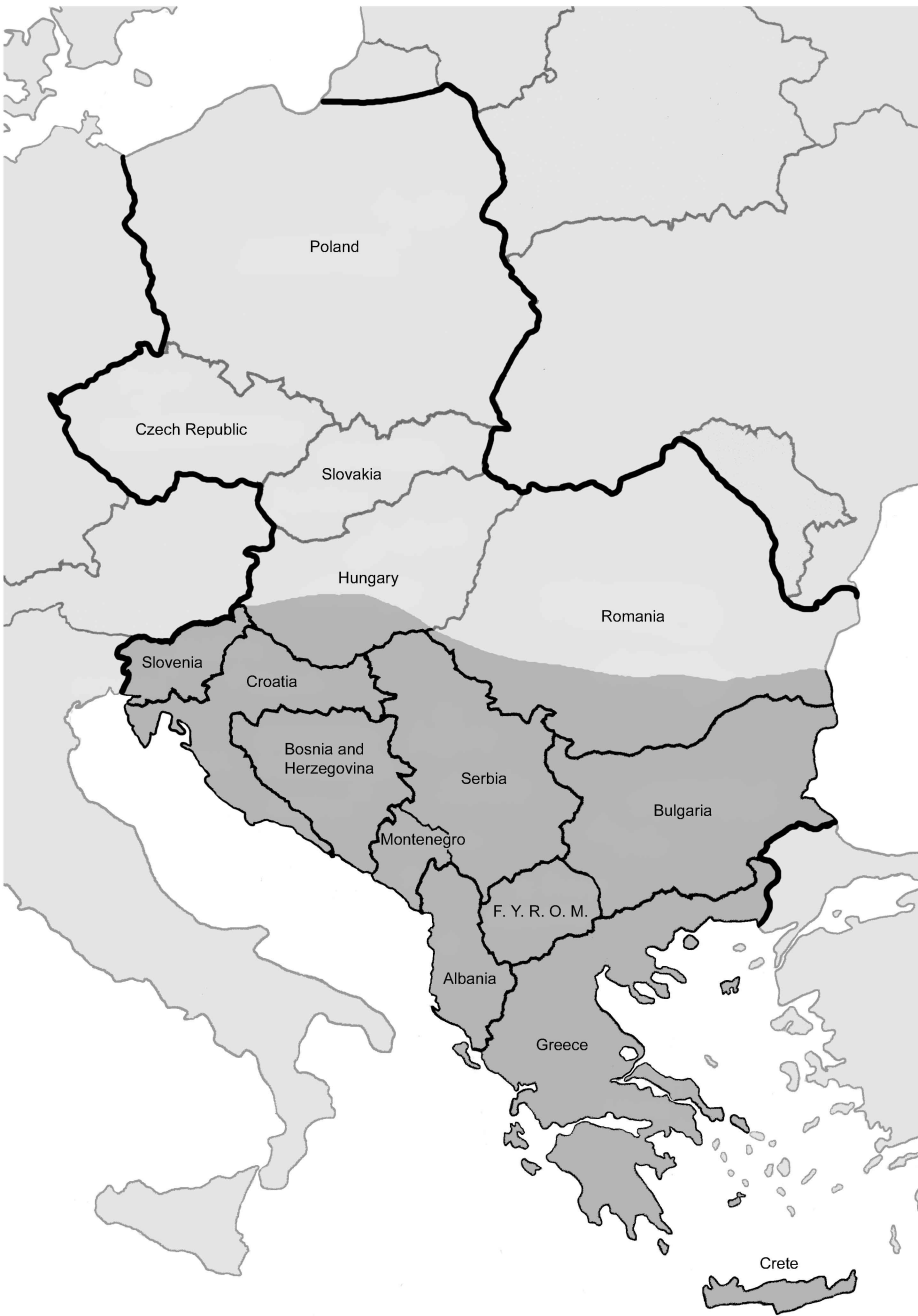 Poland
Czech Republic
Slovakia
Hungary
Romania
Slovenia
Croatia
Bosnia and
Herzegovina
Serbia
Bulgaria
Montenegro
F. Y. R. O. M.
Albania
Greece
Crete